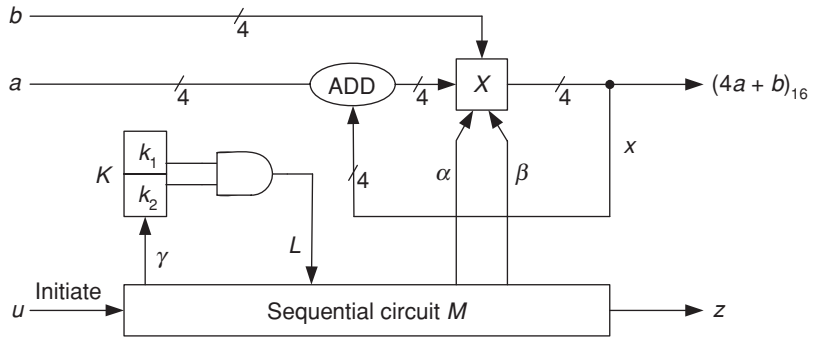 b
4
a
4
ADD
4
X
4
(4a + b)₁₆
K
k₁
k₂
4
α
β
x
γ
L
u
Initiate
Sequential circuit M
z